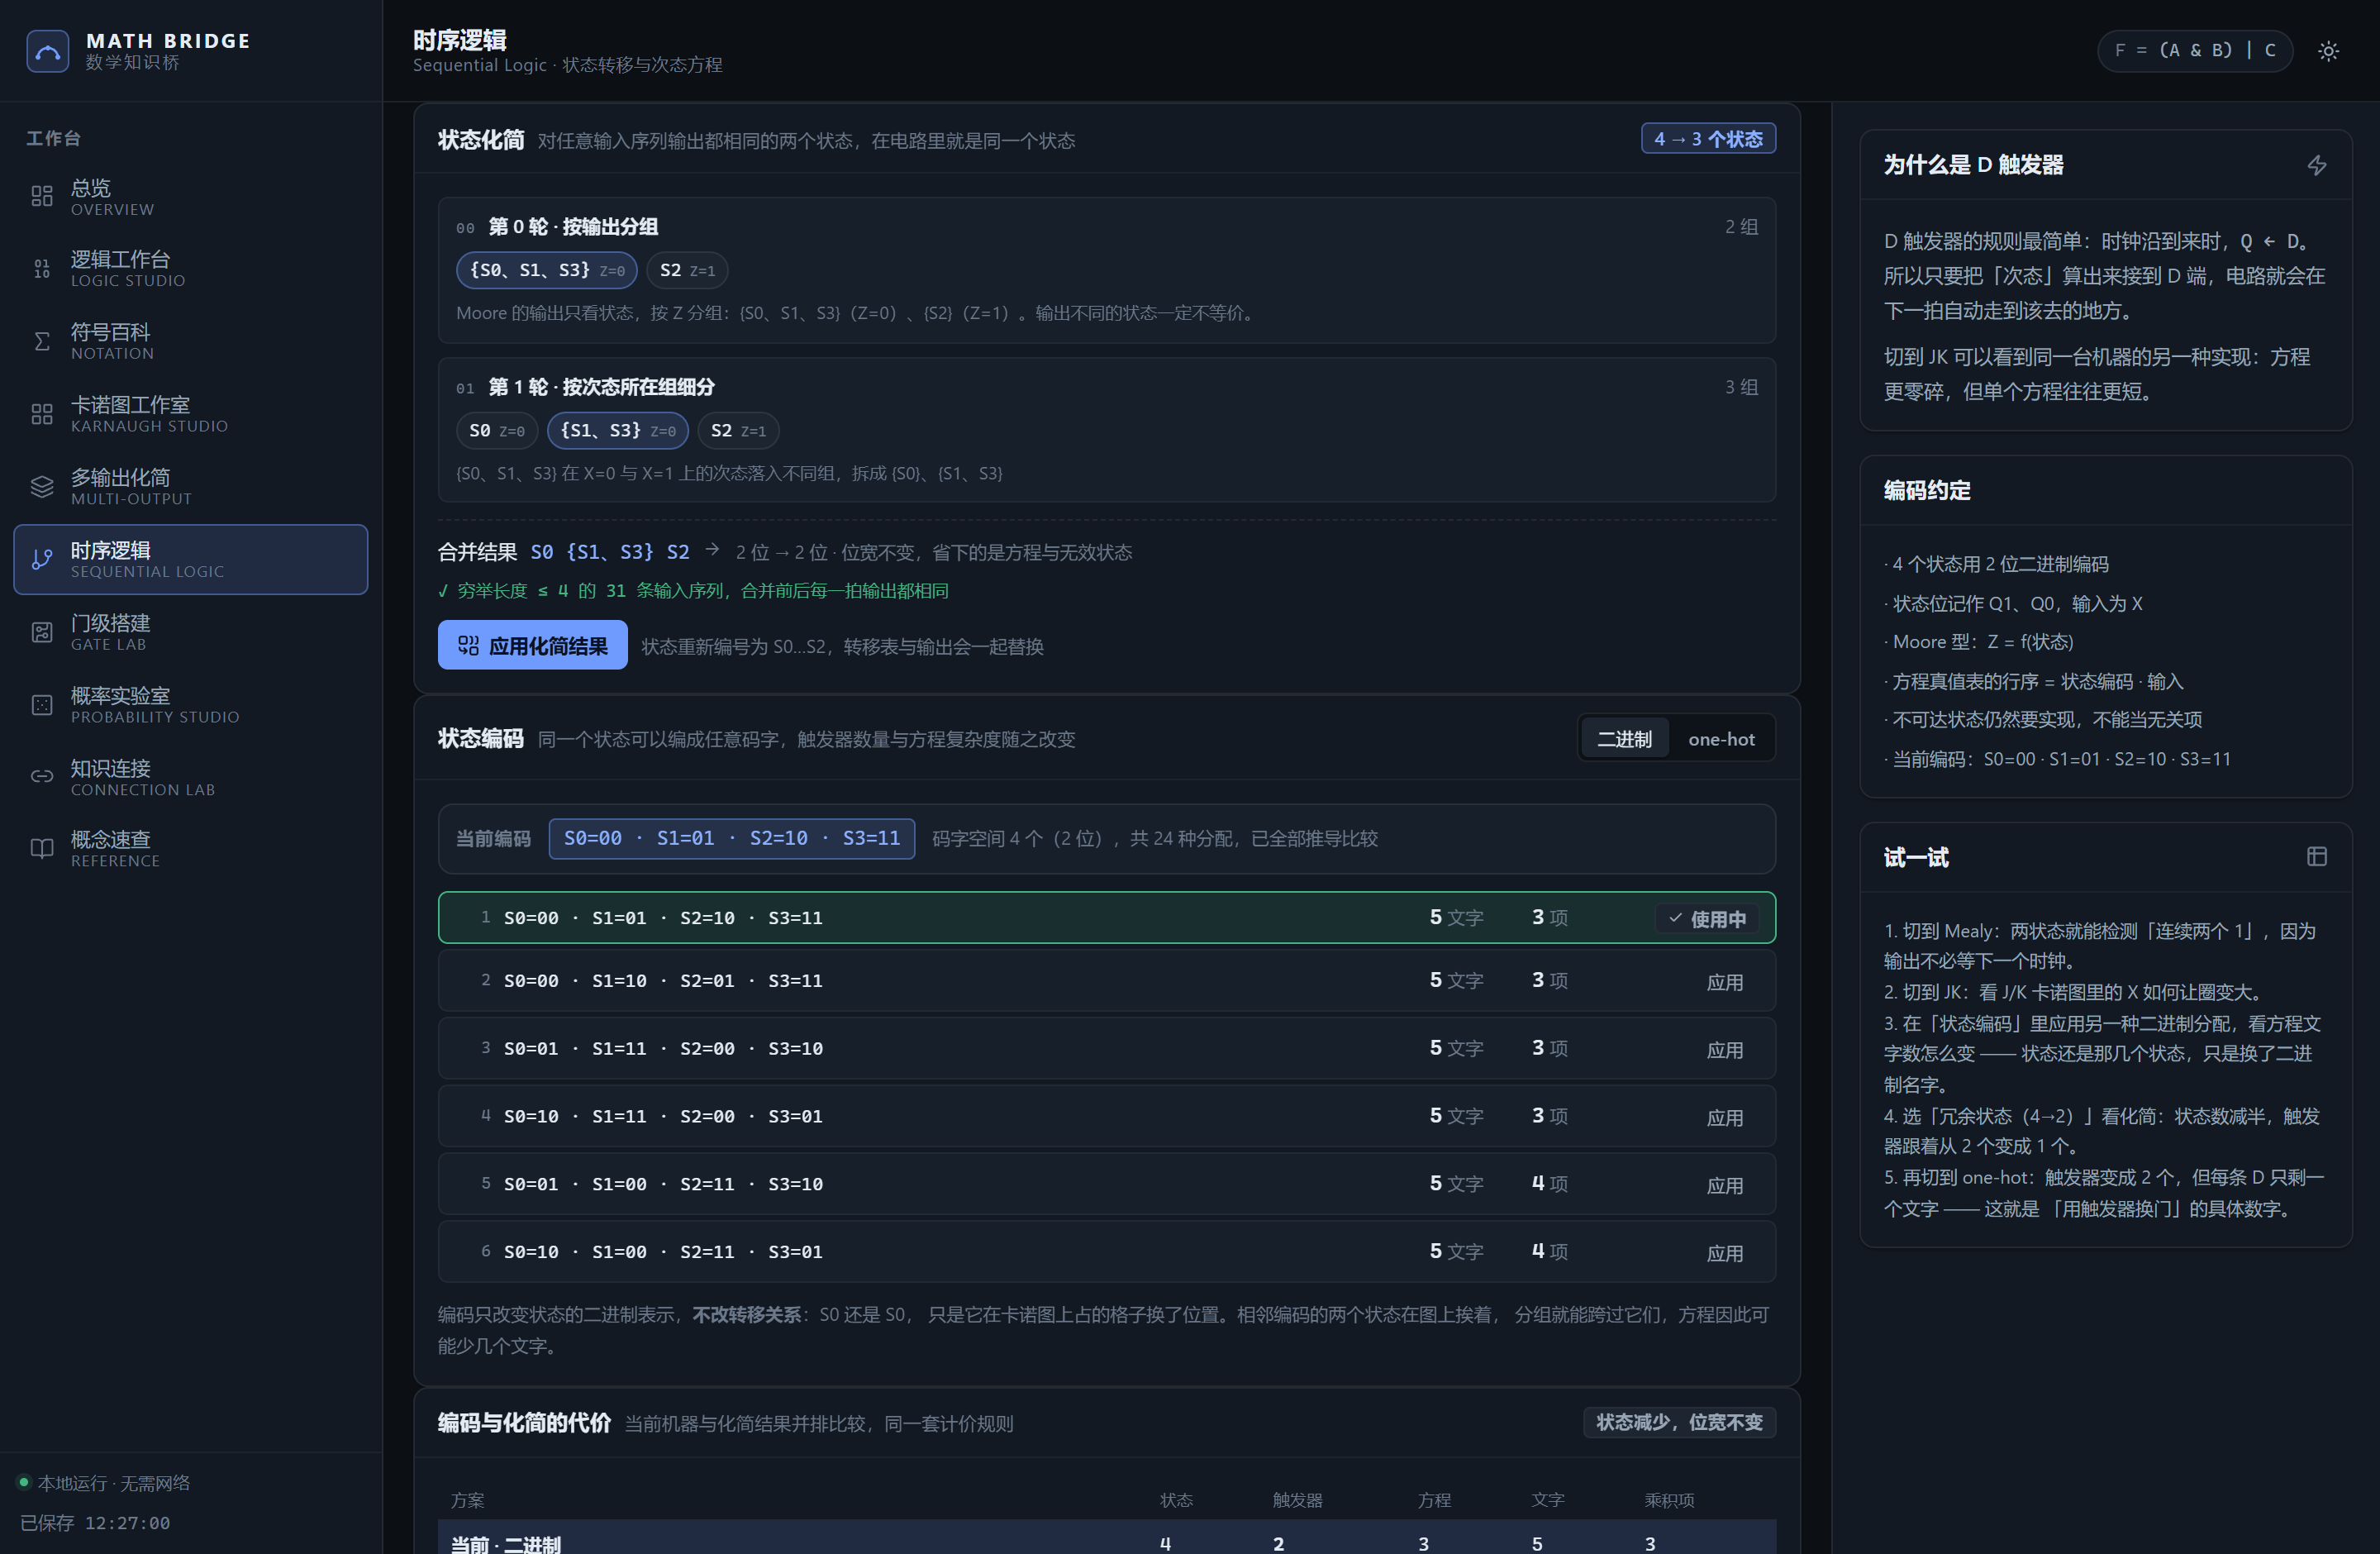 MATH BRIDGE
数学知识桥
工作台
总览
OVERVIEW
逻辑工作台
LOGIC STUDIO
符号百科
NOTATION
卡诺图工作室
KARNAUGH STUDIO
多输出化简
MULTI-OUTPUT
时序逻辑
SEQUENTIAL LOGIC
门级搭建
GATE LAB
概率实验室
PROBABILITY STUDIO
知识连接
CONNECTION LAB
概念速查
REFERENCE
本地运行 · 无需网络
已保存 12:27:00
时序逻辑
Sequential Logic · 状态转移与次态方程
F = (A & B) | C
状态化简 对任意输入序列输出都相同的两个状态，在电路里就是同一个状态 4 → 3 个状态
00 第 0 轮 · 按输出分组 2 组
{S0、S1、S3} Z=0 S2 Z=1
Moore 的输出只看状态，按 Z 分组：{S0、S1、S3}（Z=0）、{S2}（Z=1）。输出不同的状态一定不等价。
01 第 1 轮 · 按次态所在组细分 3 组
S0 Z=0 {S1、S3} Z=0 S2 Z=1
{S0、S1、S3} 在 X=0 与 X=1 上的次态落入不同组，拆成 {S0}、{S1、S3}
合并结果 S0 {S1、S3} S2 → 2 位 → 2 位 · 位宽不变，省下的是方程与无效状态
✓ 穷举长度 ≤ 4 的 31 条输入序列，合并前后每一拍输出都相同
应用化简结果 状态重新编号为 S0…S2，转移表与输出会一起替换
状态编码 同一个状态可以编成任意码字，触发器数量与方程复杂度随之改变 二进制 one-hot
当前编码 S0=00 · S1=01 · S2=10 · S3=11 码字空间 4 个（2 位），共 24 种分配，已全部推导比较
1 S0=00 · S1=01 · S2=10 · S3=11 5 文字 3 项 ✓ 使用中
2 S0=00 · S1=10 · S2=01 · S3=11 5 文字 3 项 应用
3 S0=01 · S1=11 · S2=00 · S3=10 5 文字 3 项 应用
4 S0=10 · S1=11 · S2=00 · S3=01 5 文字 3 项 应用
5 S0=01 · S1=00 · S2=11 · S3=10 5 文字 4 项 应用
6 S0=10 · S1=00 · S2=11 · S3=01 5 文字 4 项 应用
编码只改变状态的二进制表示，不改转移关系：S0 还是 S0， 只是它在卡诺图上占的格子换了位置。相邻编码的两个状态在图上挨着， 分组就能跨过它们，方程因此可
能少几个文字。
编码与化简的代价 当前机器与化简结果并排比较，同一套计价规则 状态减少，位宽不变
方案 状态 触发器 方程 文字 乘积项
当前 · 二进制 4 2 3 5 3
为什么是 D 触发器
D 触发器的规则最简单：时钟沿到来时，Q ← D。
所以只要把「次态」算出来接到 D 端，电路就会在
下一拍自动走到该去的地方。
切到 JK 可以看到同一台机器的另一种实现：方程
更零碎，但单个方程往往更短。
编码约定
· 4 个状态用 2 位二进制编码
· 状态位记作 Q1、Q0，输入为 X
· Moore 型：Z = f(状态)
· 方程真值表的行序 = 状态编码 · 输入
· 不可达状态仍然要实现，不能当无关项
· 当前编码：S0=00 · S1=01 · S2=10 · S3=11
试一试
1. 切到 Mealy：两状态就能检测「连续两个 1」，因为
输出不必等下一个时钟。
2. 切到 JK：看 J/K 卡诺图里的 X 如何让圈变大。
3. 在「状态编码」里应用另一种二进制分配，看方程文
字数怎么变 —— 状态还是那几个状态，只是换了二进
制名字。
4. 选「冗余状态（4→2）」看化简：状态数减半，触发
器跟着从 2 个变成 1 个。
5. 再切到 one-hot：触发器变成 2 个，但每条 D 只剩一
个文字 —— 这就是 「用触发器换门」的具体数字。